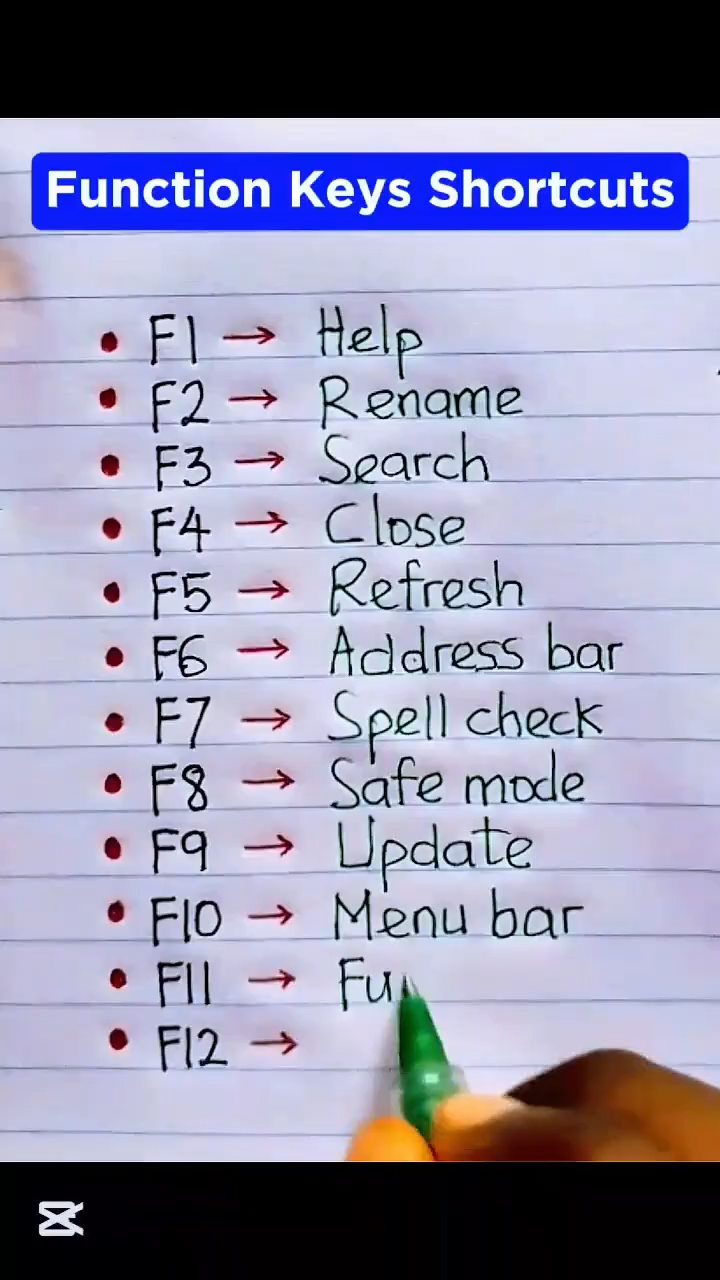 Function Keys Shortcuts
• F1 → Help
• F2 → Rename
• F3 → Search
• F4 → Close
• F5 → Refresh
• F6 → Address bar
• F7 → Spell check
• F8 → Safe mode
• F9 → Update
• F10 → Menu bar
• F11 → Fu
• F12 →